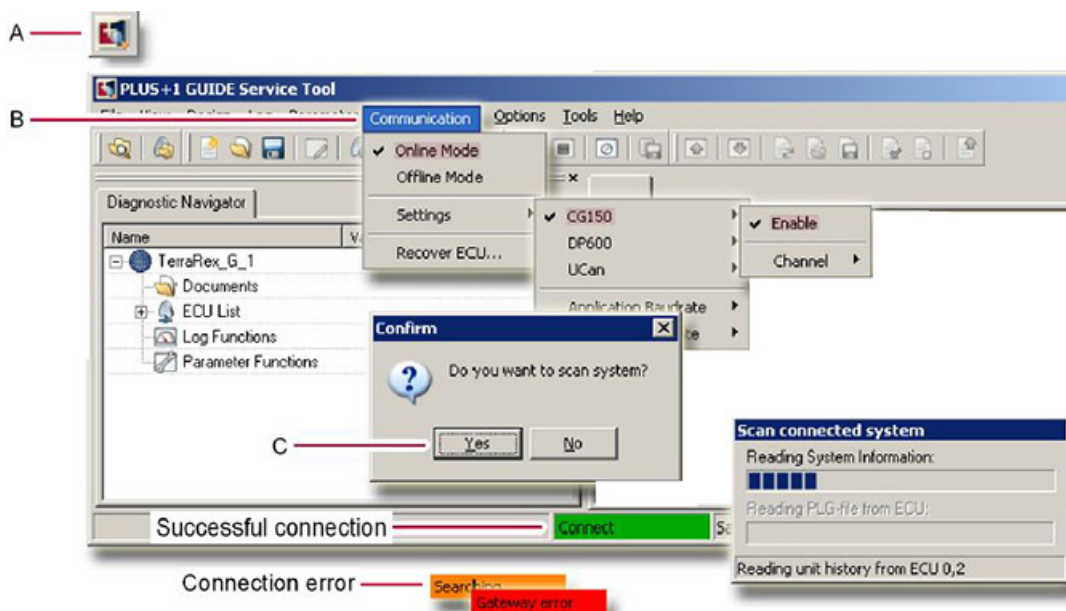 A
PLUS+1 GUIDE Service Tool
B
Communication Options Tools Help
Online Mode
Offline Mode
Diagnostic Navigator
Settings
CG150
Enable
Name
Recover ECU...
DP600
Channel
TerraRex_G_1
UCan
Documents
ECU List
Application Baudrate
Log Functions
Confirm
Parameter Functions
Do you want to scan system?
C
Yes No
Scan connected system
Reading System Information:
Reading PLG-file from ECU:
Successful connection
Connect
Reading unit history from ECU 0,2
Connection error
Searching
Gateway error